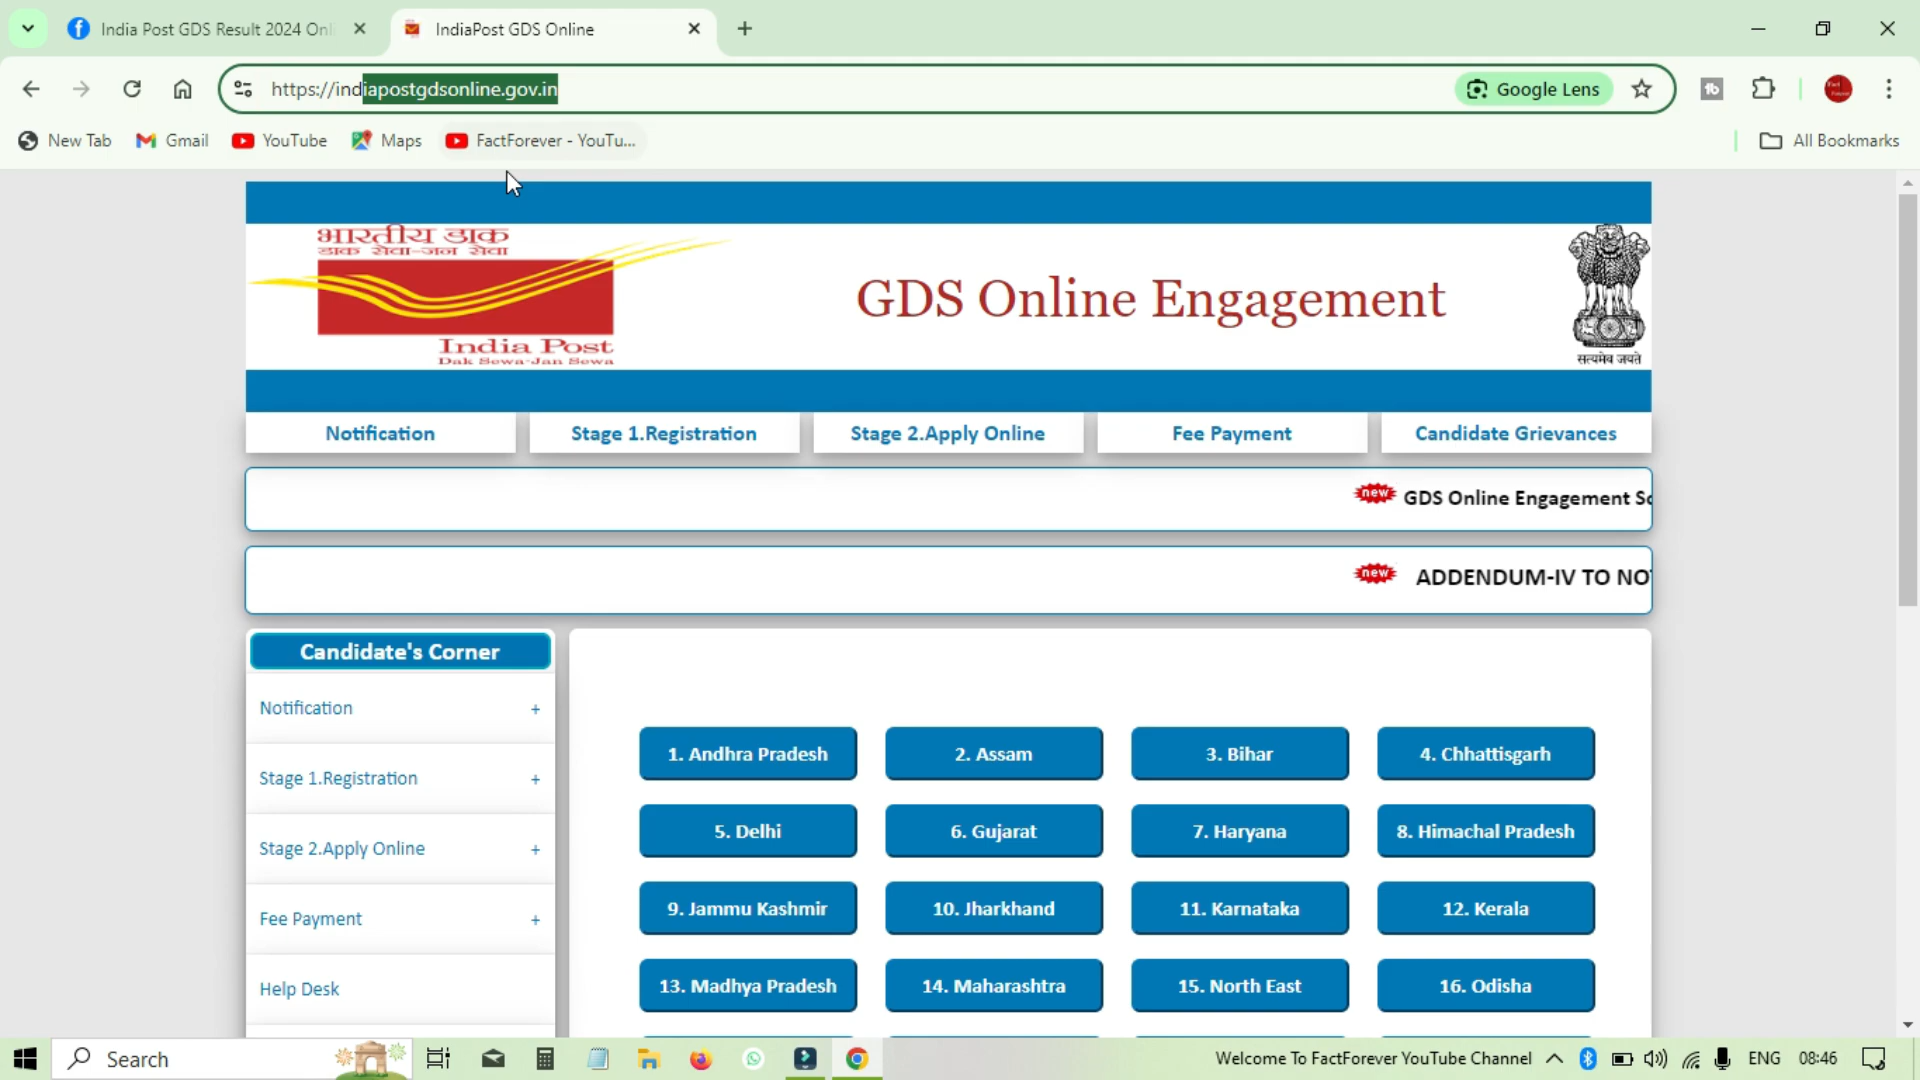 India Post GDS Result 2024 Onl
IndiaPost GDS Online
https://indiapostgdsonline.gov.in
Google Lens
New Tab
Gmail
YouTube
Maps
FactForever - YouTu...
All Bookmarks
भारतीय डाक
डाक सेवा-जन सेवा
India Post
Dak Sewa-Jan Sewa
GDS Online Engagement
सत्यमेव जयते
Notification
Stage 1.Registration
Stage 2.Apply Online
Fee Payment
Candidate Grievances
new GDS Online Engagement Sc
new ADDENDUM-IV TO NO
Candidate's Corner
Notification +
Stage 1.Registration +
Stage 2.Apply Online +
Fee Payment +
Help Desk
1. Andhra Pradesh
2. Assam
3. Bihar
4. Chhattisgarh
5. Delhi
6. Gujarat
7. Haryana
8. Himachal Pradesh
9. Jammu Kashmir
10. Jharkhand
11. Karnataka
12. Kerala
13. Madhya Pradesh
14. Maharashtra
15. North East
16. Odisha
Search
Welcome To FactForever YouTube Channel
ENG
08:46